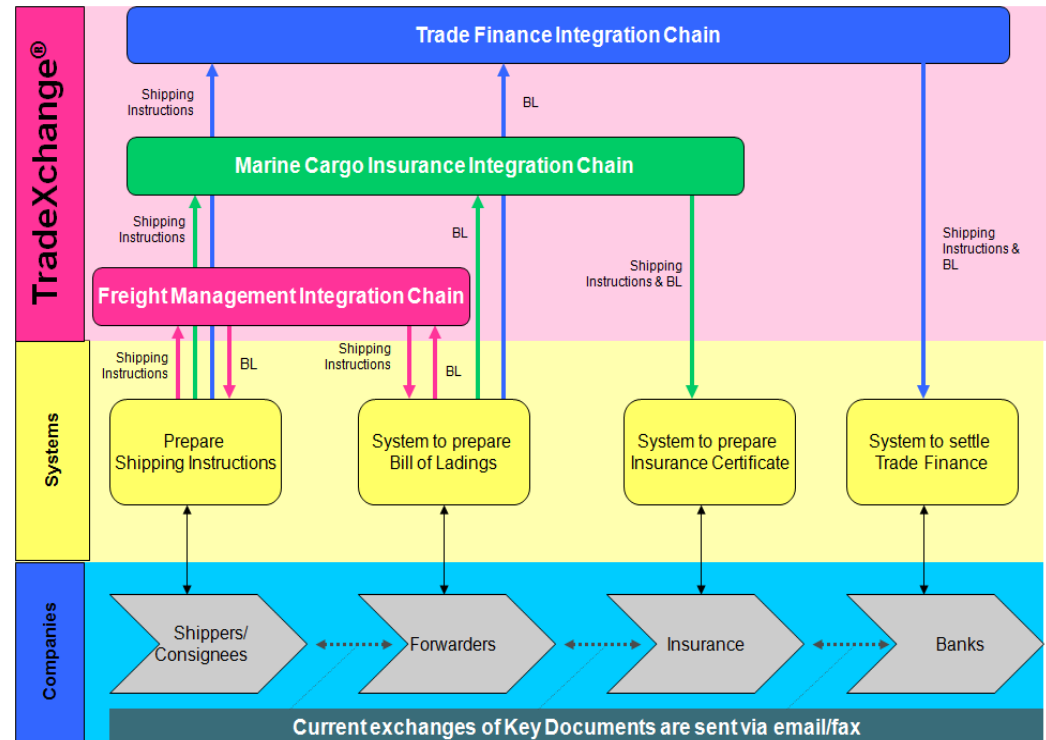 TradeXchange®
Trade Finance Integration Chain
Shipping
Instructions
BL
Marine Cargo Insurance Integration Chain
Shipping
Instructions
BL
Shipping
Instructions & BL
Shipping
Instructions &
BL
Freight Management Integration Chain
Shipping
Instructions
BL
Shipping
Instructions
BL
Systems
Prepare
Shipping Instructions
System to prepare
Bill of Ladings
System to prepare
Insurance Certificate
System to settle
Trade Finance
Companies
Shippers/
Consignees
Forwarders
Insurance
Banks
Current exchanges of Key Documents are sent via email/fax